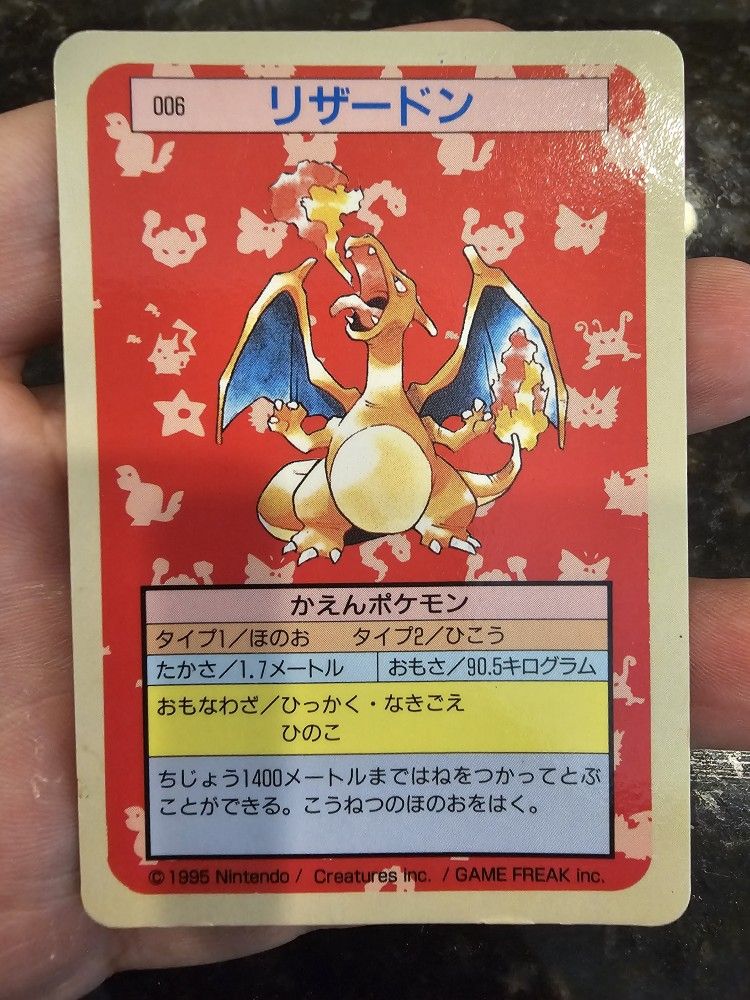 006 リザードン
かえんポケモン
タイプ1/ほのお タイプ2/ひこう
たかさ/1.7メートル おもさ/90.5キログラム
おもなわざ/ひっかく・なきごえ
ひのこ
ちじょう1400メートルまではねをつかってとぶ
ことができる。こうねつのほのおをはく。
© 1995 Nintendo / Creatures inc. / GAME FREAK inc.